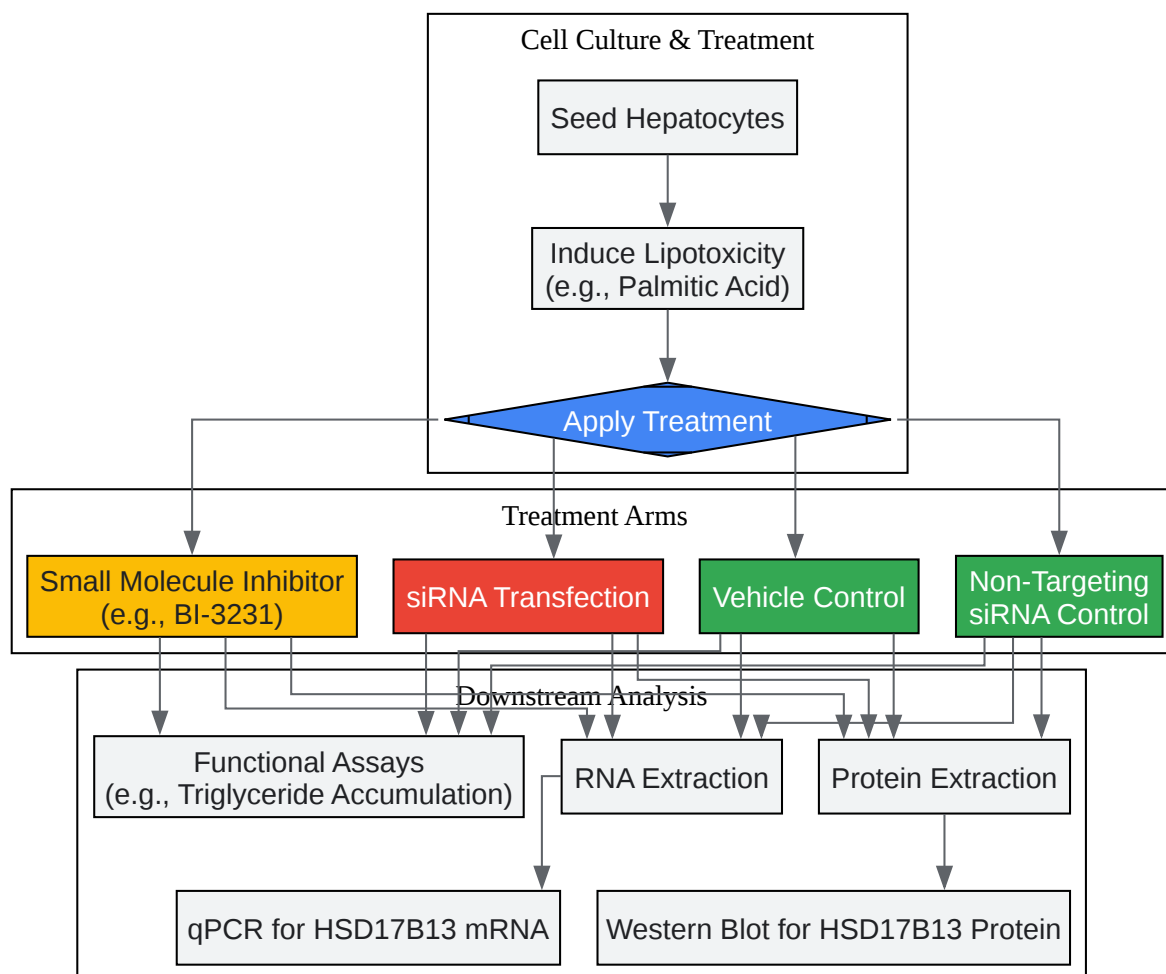 Cell Culture & Treatment
Seed Hepatocytes
Induce Lipotoxicity
(e.g., Palmitic Acid)
Apply Treatment
Treatment Arms
Small Molecule Inhibitor
(e.g., BI-3231)
siRNA Transfection
Vehicle Control
Non-Targeting
siRNA Control
Downstream Analysis
Functional Assays
(e.g., Triglyceride Accumulation)
RNA Extraction
Protein Extraction
qPCR for HSD17B13 mRNA
Western Blot for HSD17B13 Protein